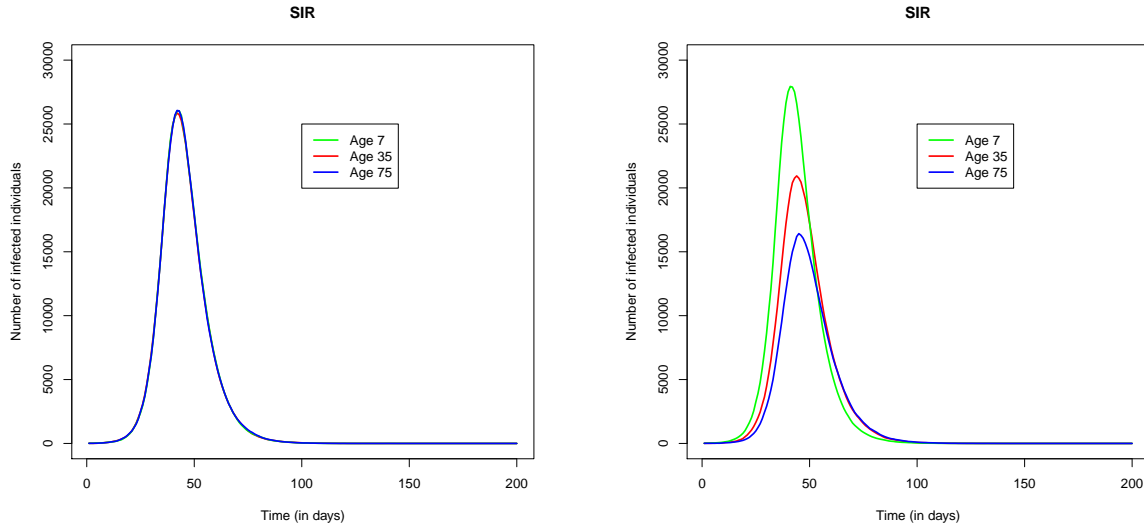 SIR
Number of infected individuals
30000
25000
20000
15000
10000
5000
0
Age 7
Age 35
Age 75
0 50 100 150 200
Time (in days)
SIR
Number of infected individuals
30000
25000
20000
15000
10000
5000
0
Age 7
Age 35
Age 75
0 50 100 150 200
Time (in days)